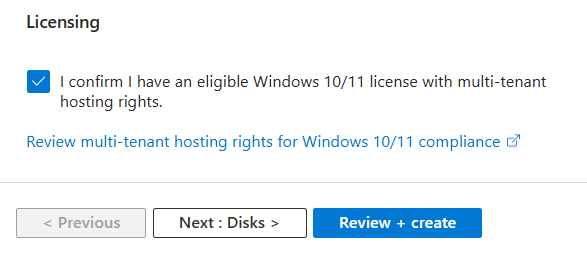 Licensing
I confirm I have an eligible Windows 10/11 license with multi-tenant
hosting rights.
Review multi-tenant hosting rights for Windows 10/11 compliance
< Previous
Next : Disks >
Review + create